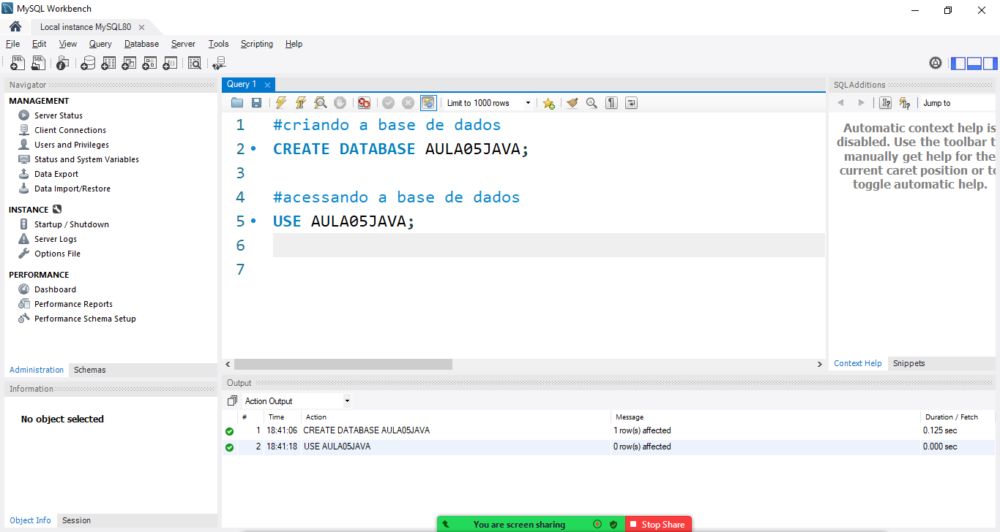 MySQL Workbench
Local instance MySQL80
File Edit View Query Database Server Tools Scripting Help
Navigator
MANAGEMENT
Server Status
Client Connections
Users and Privileges
Status and System Variables
Data Export
Data Import/Restore
INSTANCE
Startup / Shutdown
Server Logs
Options File
PERFORMANCE
Dashboard
Performance Reports
Performance Schema Setup
Administration Schemas
Information
No object selected
Object Info Session
Query 1
Limit to 1000 rows
1 #criando a base de dados
2 CREATE DATABASE AULA05JAVA;
3
4 #acessando a base de dados
5 USE AULA05JAVA;
6
7
SQLAdditions
Jump to
Automatic context help is
disabled. Use the toolbar t
manually get help for the
current caret position or to
toggle automatic help.
Context Help Snippets
Output
Action Output
# Time Action Message Duration / Fetch
1 18:41:06 CREATE DATABASE AULA05JAVA 1 row(s) affected 0.125 sec
2 18:41:18 USE AULA05JAVA 0 row(s) affected 0.000 sec
You are screen sharing Stop Share